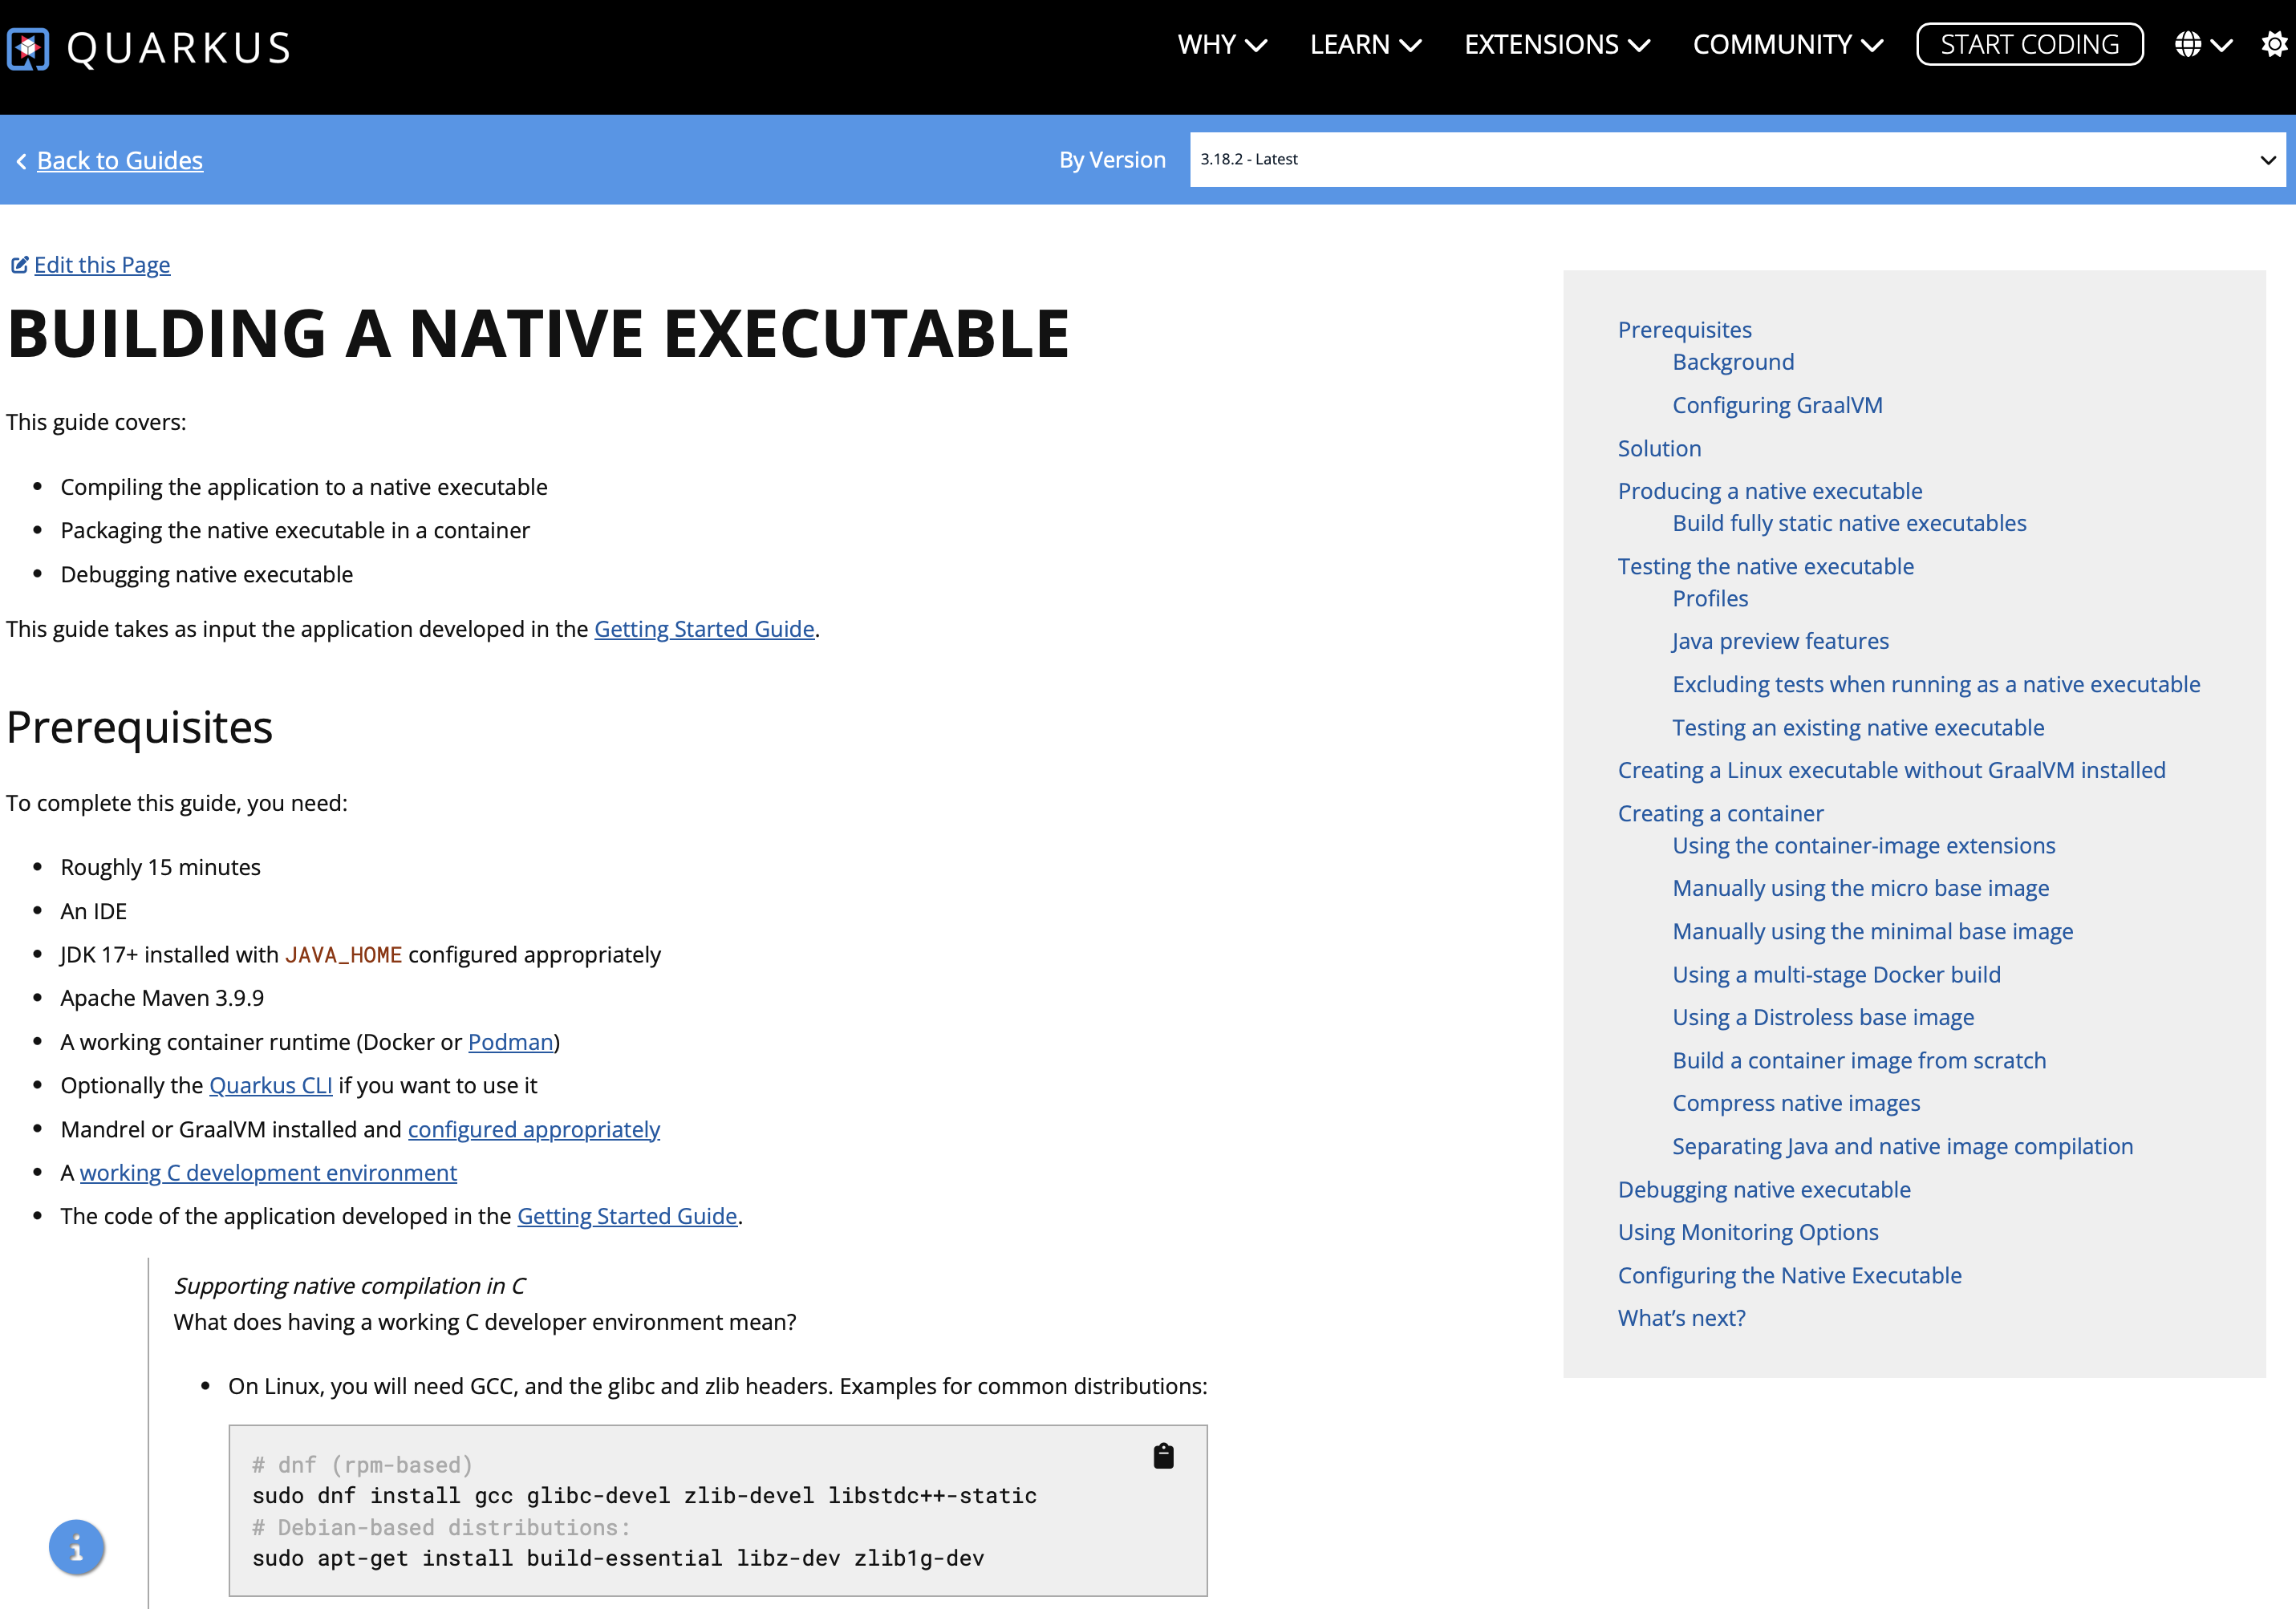 QUARKUS
WHY
LEARN
EXTENSIONS
COMMUNITY
START CODING
Back to Guides
By Version
3.18.2 - Latest
Edit this Page
BUILDING A NATIVE EXECUTABLE
This guide covers:
• Compiling the application to a native executable
• Packaging the native executable in a container
• Debugging native executable
This guide takes as input the application developed in the Getting Started Guide.
Prerequisites
To complete this guide, you need:
• Roughly 15 minutes
• An IDE
• JDK 17+ installed with JAVA_HOME configured appropriately
• Apache Maven 3.9.9
• A working container runtime (Docker or Podman)
• Optionally the Quarkus CLI if you want to use it
• Mandrel or GraalVM installed and configured appropriately
• A working C development environment
• The code of the application developed in the Getting Started Guide.
Supporting native compilation in C
What does having a working C developer environment mean?
• On Linux, you will need GCC, and the glibc and zlib headers. Examples for common distributions:
# dnf (rpm-based)
sudo dnf install gcc glibc-devel zlib-devel libstdc++-static
# Debian-based distributions:
sudo apt-get install build-essential libz-dev zlib1g-dev
Prerequisites
Background
Configuring GraalVM
Solution
Producing a native executable
Build fully static native executables
Testing the native executable
Profiles
Java preview features
Excluding tests when running as a native executable
Testing an existing native executable
Creating a Linux executable without GraalVM installed
Creating a container
Using the container-image extensions
Manually using the micro base image
Manually using the minimal base image
Using a multi-stage Docker build
Using a Distroless base image
Build a container image from scratch
Compress native images
Separating Java and native image compilation
Debugging native executable
Using Monitoring Options
Configuring the Native Executable
What's next?